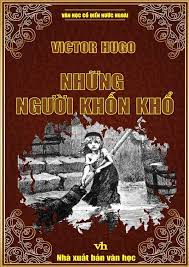 VĂN HỌC CỔ ĐIỂN NƯỚC NGOÀI
VICTOR HUGO
NHỮNG
NGƯỜI KHỐN KHỔ
vh
Nhà xuất bản văn học